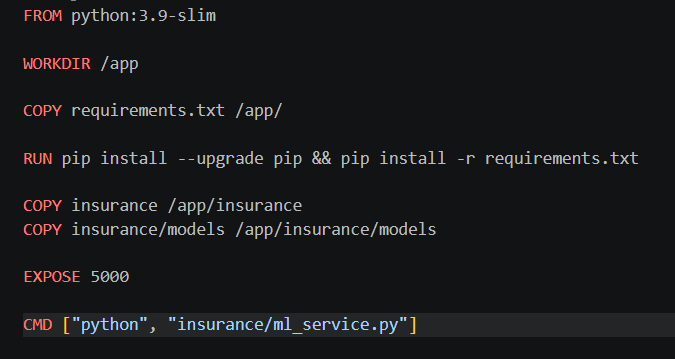 FROM python:3.9-slim
WORKDIR /app
COPY requirements.txt /app/
RUN pip install --upgrade pip && pip install -r requirements.txt
COPY insurance /app/insurance
COPY insurance/models /app/insurance/models
EXPOSE 5000
CMD ["python", "insurance/ml_service.py"]